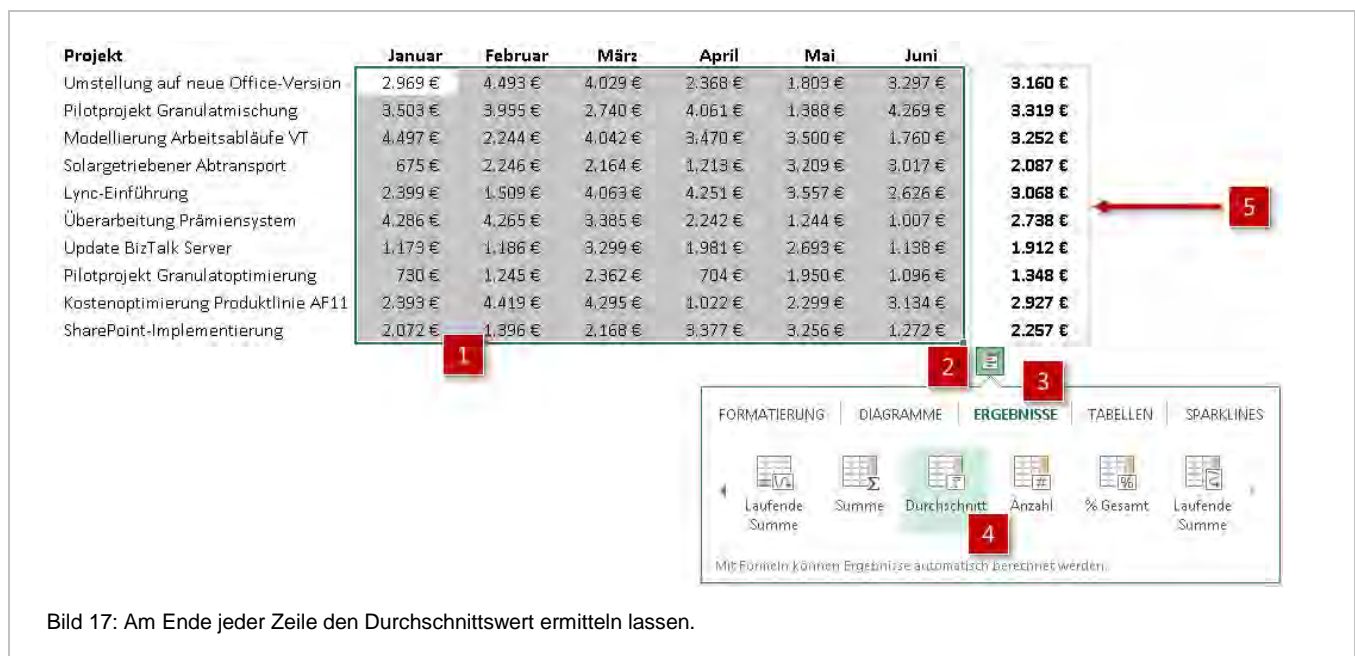 Projekt Januar Februar März April Mai Juni
Umstellung auf neue Office-Version 2.969 € 4.493 € 4.029 € 2.368 € 1.803 € 3.297 € 3.160 €
Pilotprojekt Granulatmischung 3.503 € 3.955 € 2.740 € 4.061 € 1.388 € 4.269 € 3.319 €
Modellierung Arbeitsabläufe VT 4.497 € 2.244 € 4.042 € 3.470 € 3.500 € 1.760 € 3.252 €
Solargetriebener Abtransport 675 € 2.246 € 2.164 € 1.213 € 3.209 € 3.017 € 2.087 €
Lync-Einführung 2.399 € 1.509 € 4.063 € 4.251 € 3.557 € 2.626 € 3.068 €
5
Überarbeitung Prämiensystem 4.286 € 4.265 € 3.385 € 2.242 € 1.244 € 1.007 € 2.738 €
Update BizTalk Server 1.173 € 1.186 € 3.299 € 1.981 € 2.693 € 1.138 € 1.912 €
Pilotprojekt Granulatoptimierung 730 € 1.245 € 2.362 € 704 € 1.950 € 1.096 € 1.348 €
Kostenoptimierung Produktlinie AF11 2.393 € 4.419 € 4.295 € 1.022 € 2.299 € 3.134 € 2.927 €
SharePoint-Implementierung 2.072 € 1.396 € 2.168 € 3.377 € 3.256 € 1.272 € 2.257 €
1
2
3
FORMATIERUNG DIAGRAMME ERGEBNISSE TABELLEN SPARKLINES
Laufende Summe Durchschnitt Anzahl % Gesamt Laufende
Summe Summe
4
Mit Formeln können Ergebnisse automatisch berechnet werden.
Bild 17: Am Ende jeder Zeile den Durchschnittswert ermitteln lassen.